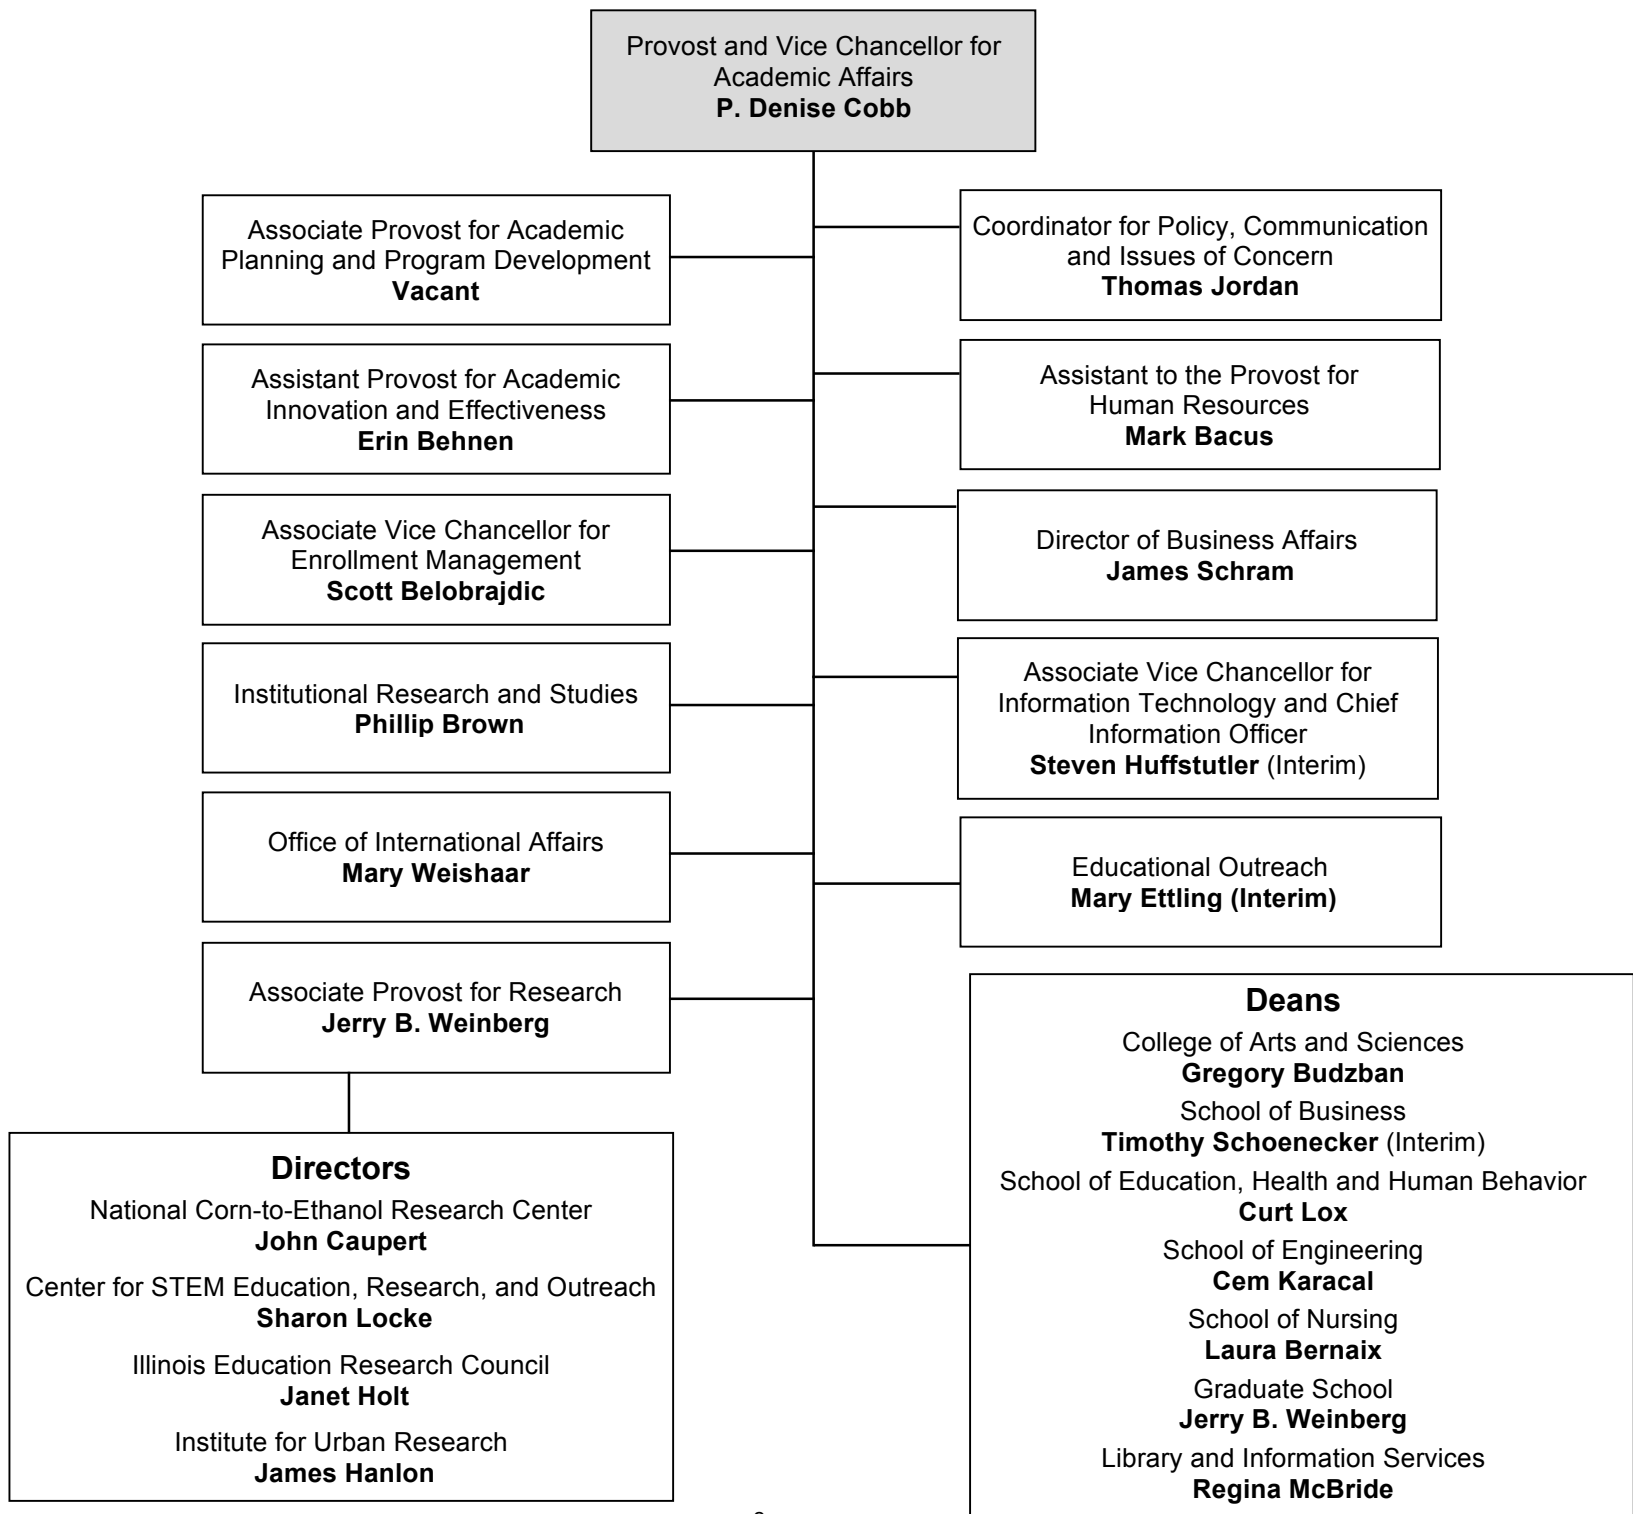 Provost and Vice Chancellor for
Academic Affairs
P. Denise Cobb
Associate Provost for Academic
Planning and Program Development
Vacant
Coordinator for Policy, Communication
and Issues of Concern
Thomas Jordan
Assistant Provost for Academic
Innovation and Effectiveness
Erin Behnen
Assistant to the Provost for
Human Resources
Mark Bacus
Associate Vice Chancellor for
Enrollment Management
Scott Belobrajdic
Director of Business Affairs
James Schram
Institutional Research and Studies
Phillip Brown
Associate Vice Chancellor for
Information Technology and Chief
Information Officer
Steven Huffstutler (Interim)
Office of International Affairs
Mary Weishaar
Educational Outreach
Mary Ettling (Interim)
Associate Provost for Research
Jerry B. Weinberg
Directors
National Corn-to-Ethanol Research Center
John Caupert
Center for STEM Education, Research, and Outreach
Sharon Locke
Illinois Education Research Council
Janet Holt
Institute for Urban Research
James Hanlon
Deans
College of Arts and Sciences
Gregory Budzban
School of Business
Timothy Schoenecker (Interim)
School of Education, Health and Human Behavior
Curt Lox
School of Engineering
Cem Karacal
School of Nursing
Laura Bernaix
Graduate School
Jerry B. Weinberg
Library and Information Services
Regina McBride